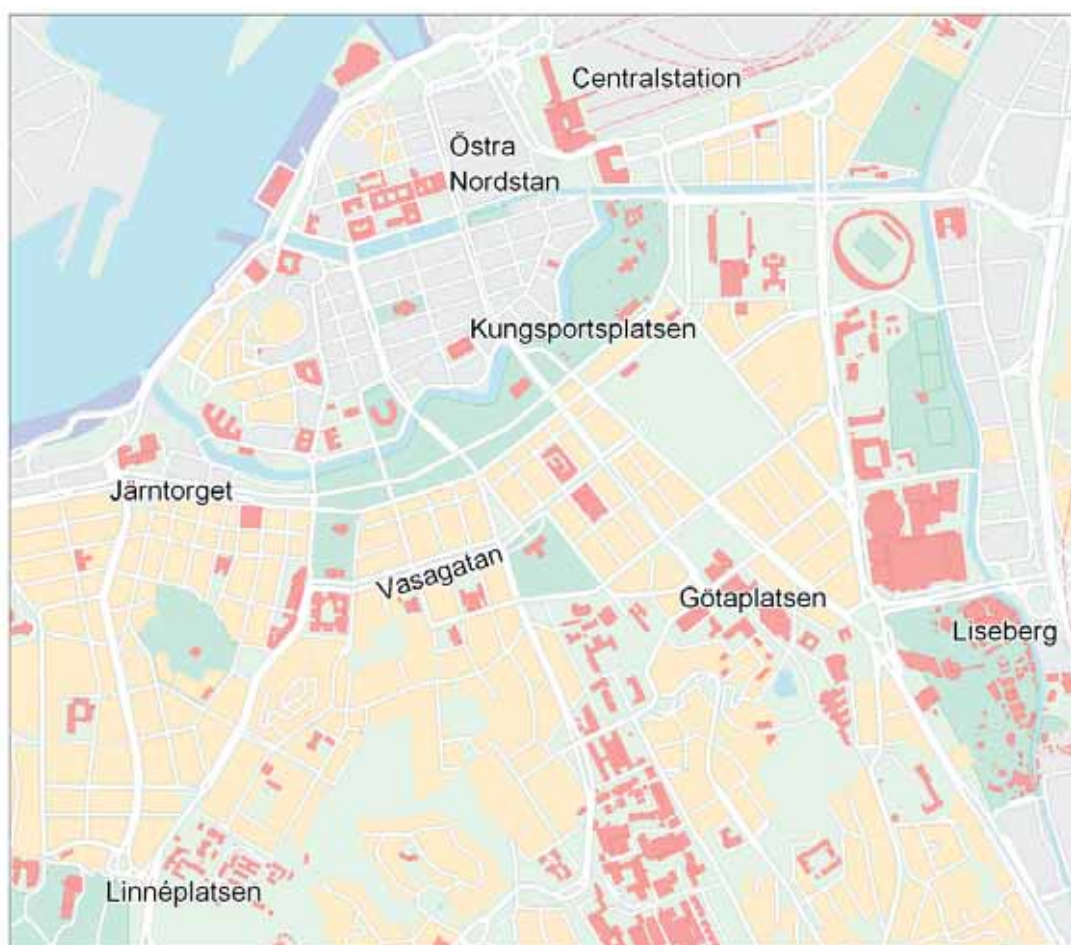 Centralstation
Östra
Nordstan
Kungsportsplatsen
Järntorget
Vasagatan
Götaplatsen
Liseberg
Linnéplatsen